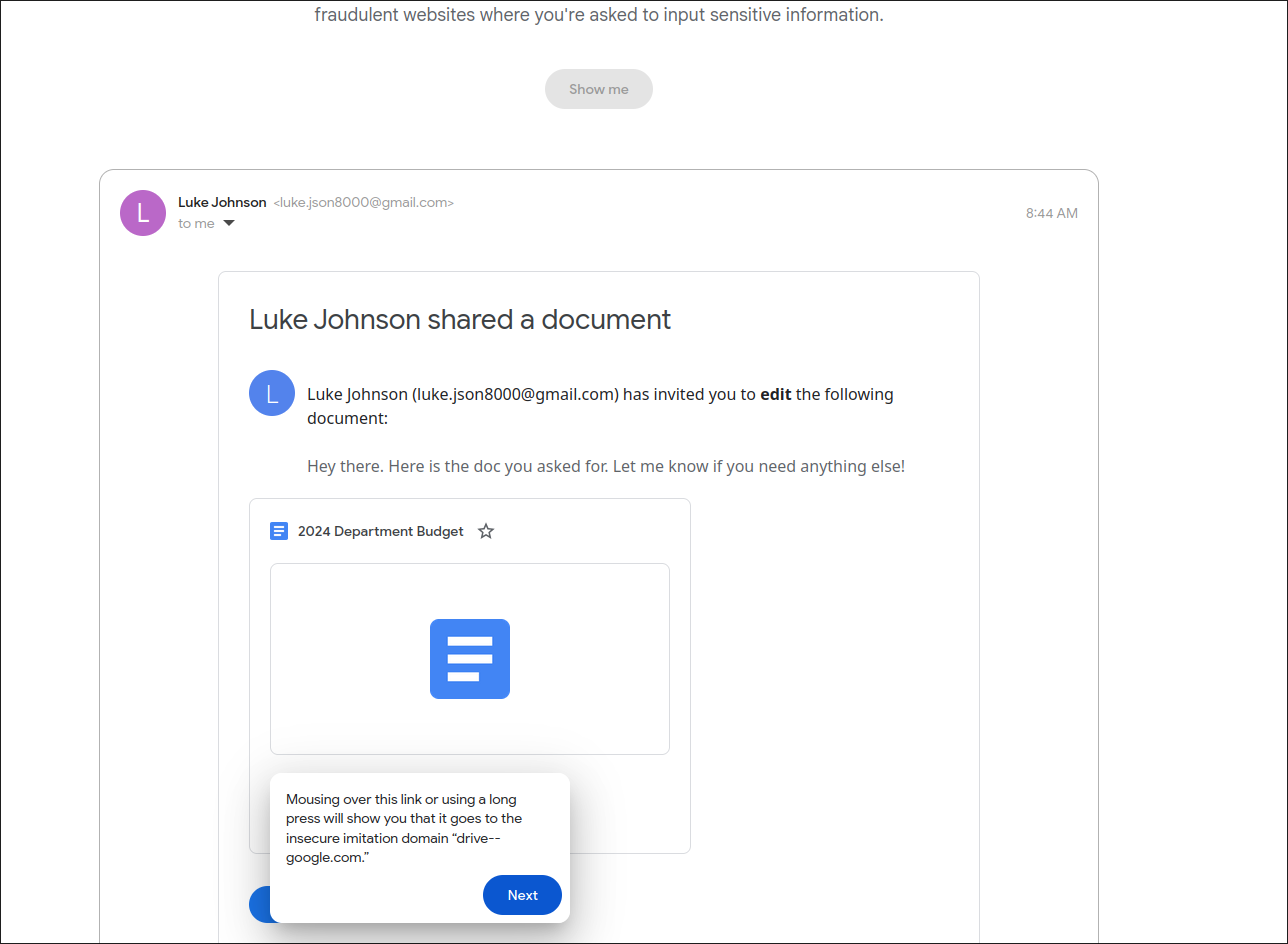 fraudulent websites where you're asked to input sensitive information.
Show me
L
Luke Johnson <luke.json8000@gmail.com>
to me
8:44 AM
Luke Johnson shared a document
L
Luke Johnson (luke.json8000@gmail.com) has invited you to edit the following
document:
Hey there. Here is the doc you asked for. Let me know if you need anything else!
2024 Department Budget
Mousing over this link or using a long
press will show you that it goes to the
insecure imitation domain “drive--
google.com.”
Next